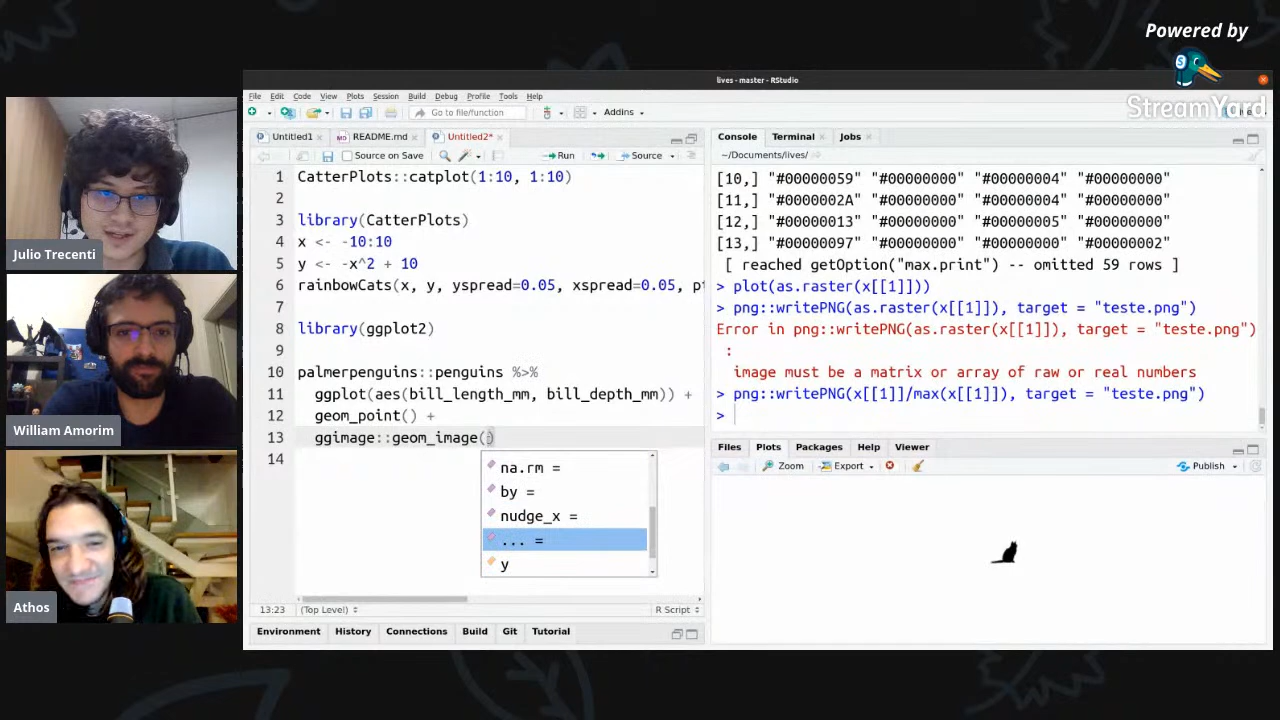 Powered by
StreamYard
lives - master - RStudio
File Edit Code View Plots Session Build Debug Profile Tools Help
Go to file/function
Addins
Untitled1
README.md
Untitled2*
Source on Save
Run
Source
1 CatterPlots::catplot(1:10, 1:10)
2
3 library(CatterPlots)
4 x <- -10:10
5 y <- -x^2 + 10
6 rainbowCats(x, y, yspread=0.05, xspread=0.05, pt
7
8 library(ggplot2)
9
10 palmerpenguins::penguins %>%
11 ggplot(aes(bill_length_mm, bill_depth_mm)) +
12 geom_point() +
13 ggimage::geom_image()
14
na.rm =
by =
nudge_x =
... =
y
13:23 (Top Level) R Script
Environment History Connections Build Git Tutorial
Console Terminal Jobs
~/Documents/lives/
[10,] "#00000059" "#00000000" "#00000004" "#00000000"
[11,] "#0000002A" "#00000000" "#00000004" "#00000000"
[12,] "#00000013" "#00000000" "#00000005" "#00000000"
[13,] "#00000097" "#00000000" "#00000000" "#00000002"
[ reached getOption("max.print") -- omitted 59 rows ]
> plot(as.raster(x[[1]]))
> png::writePNG(as.raster(x[[1]]), target = "teste.png")
Error in png::writePNG(as.raster(x[[1]]), target = "teste.png")
:
image must be a matrix or array of raw or real numbers
> png::writePNG(x[[1]]/max(x[[1]]), target = "teste.png")
>
Files Plots Packages Help Viewer
Zoom Export Publish
Julio Trecenti
William Amorim
Athos